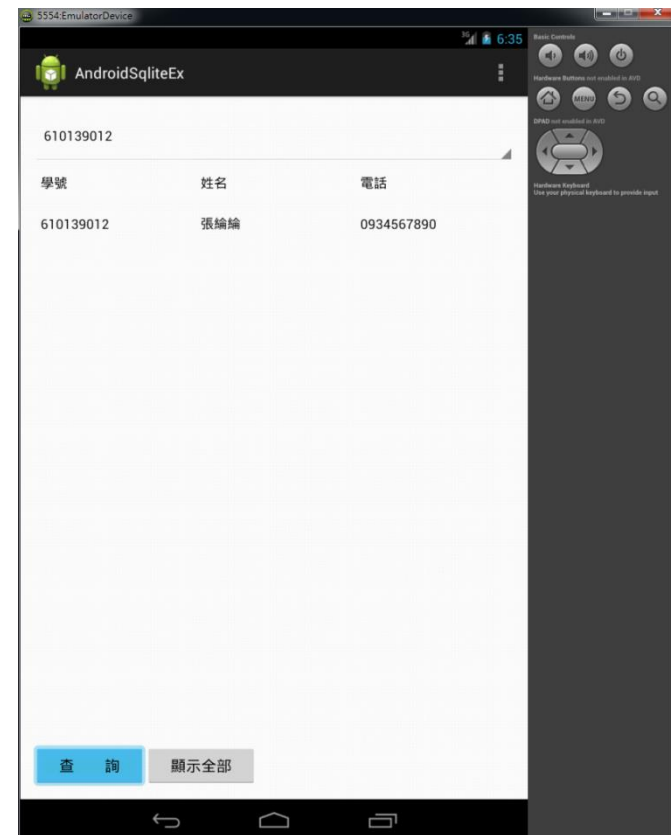 5554:EmulatorDevice
3G 6:35
AndroidSqliteEx
610139012
學號 姓名 電話
610139012 張綸綸 0934567890
查 詢 顯示全部
Basic Controls
Hardware Buttons not enabled in AVD
MENU
DPAD not enabled in AVD
Hardware Keyboard
Use your physical keyboard to provide input